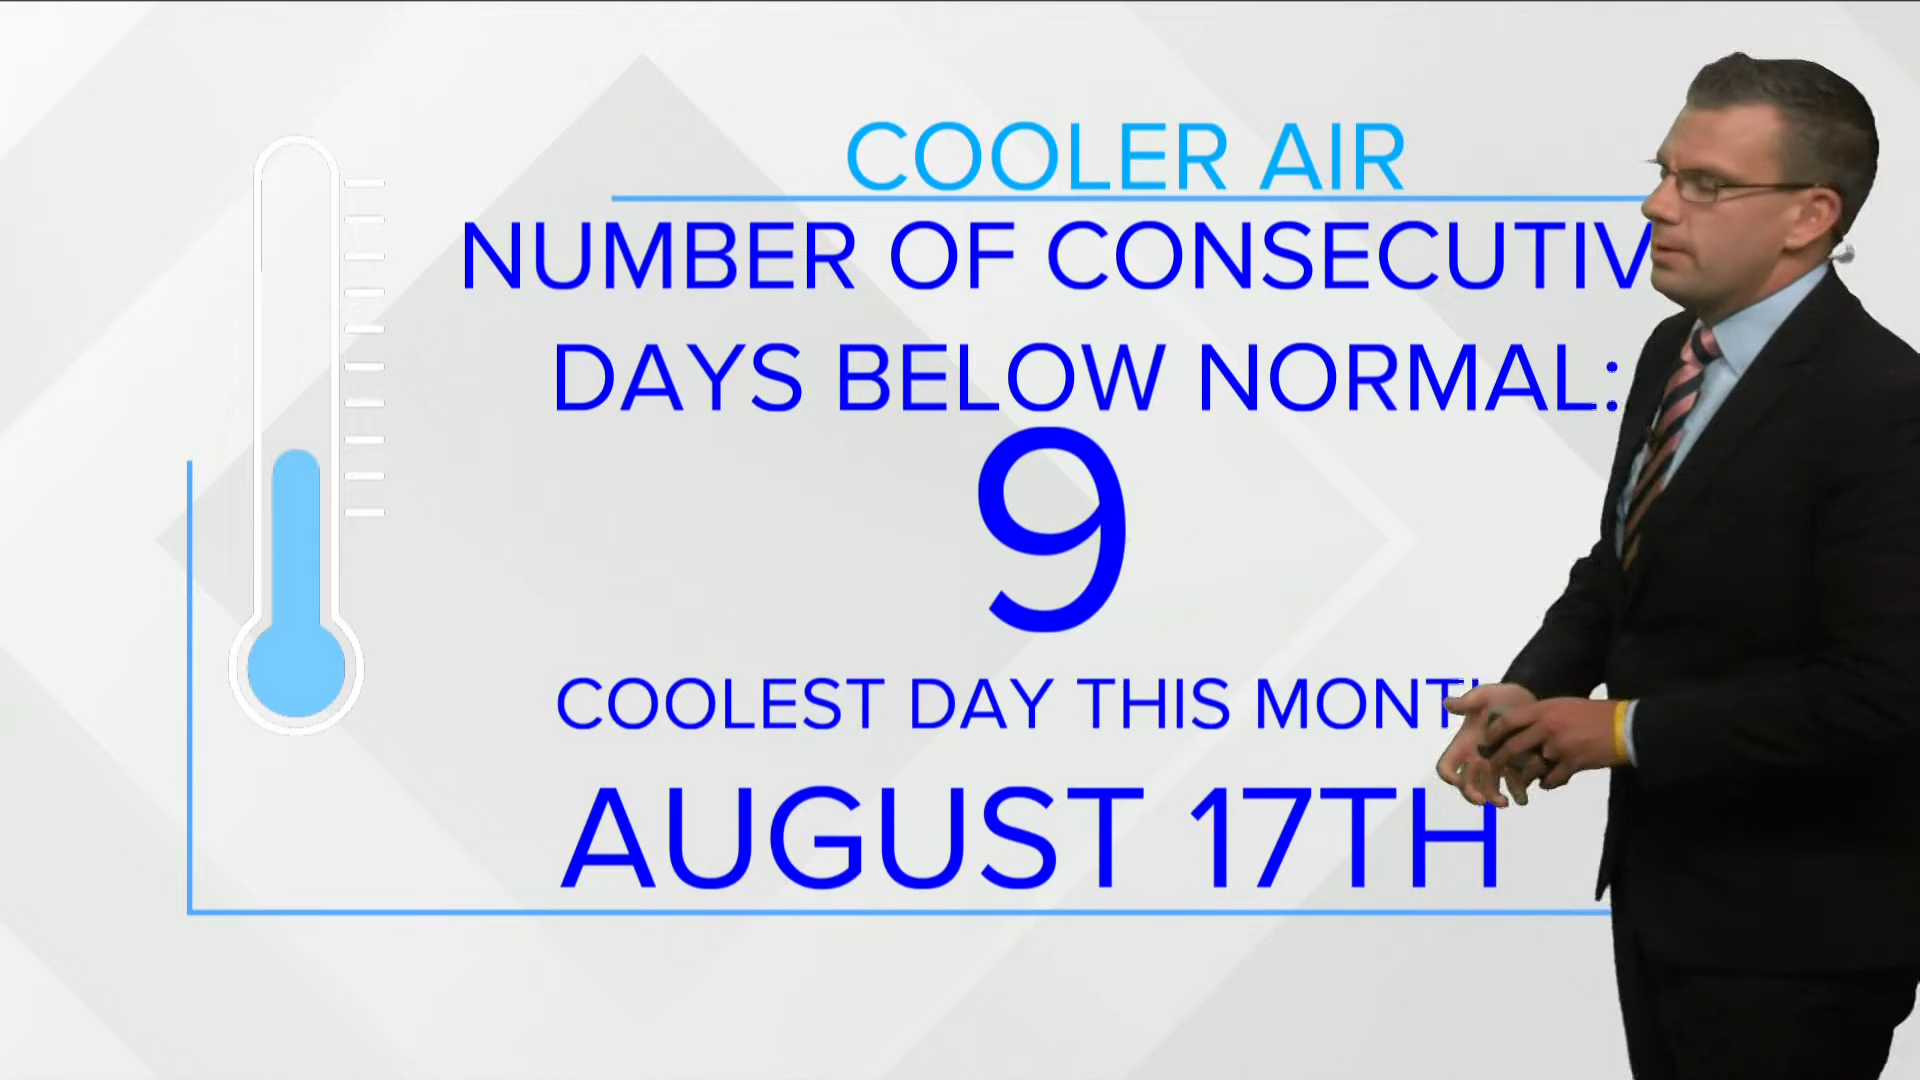 COOLER AIR
NUMBER OF CONSECUTIV
DAYS BELOW NORMAL:
9
COOLEST DAY THIS MONT
AUGUST 17TH